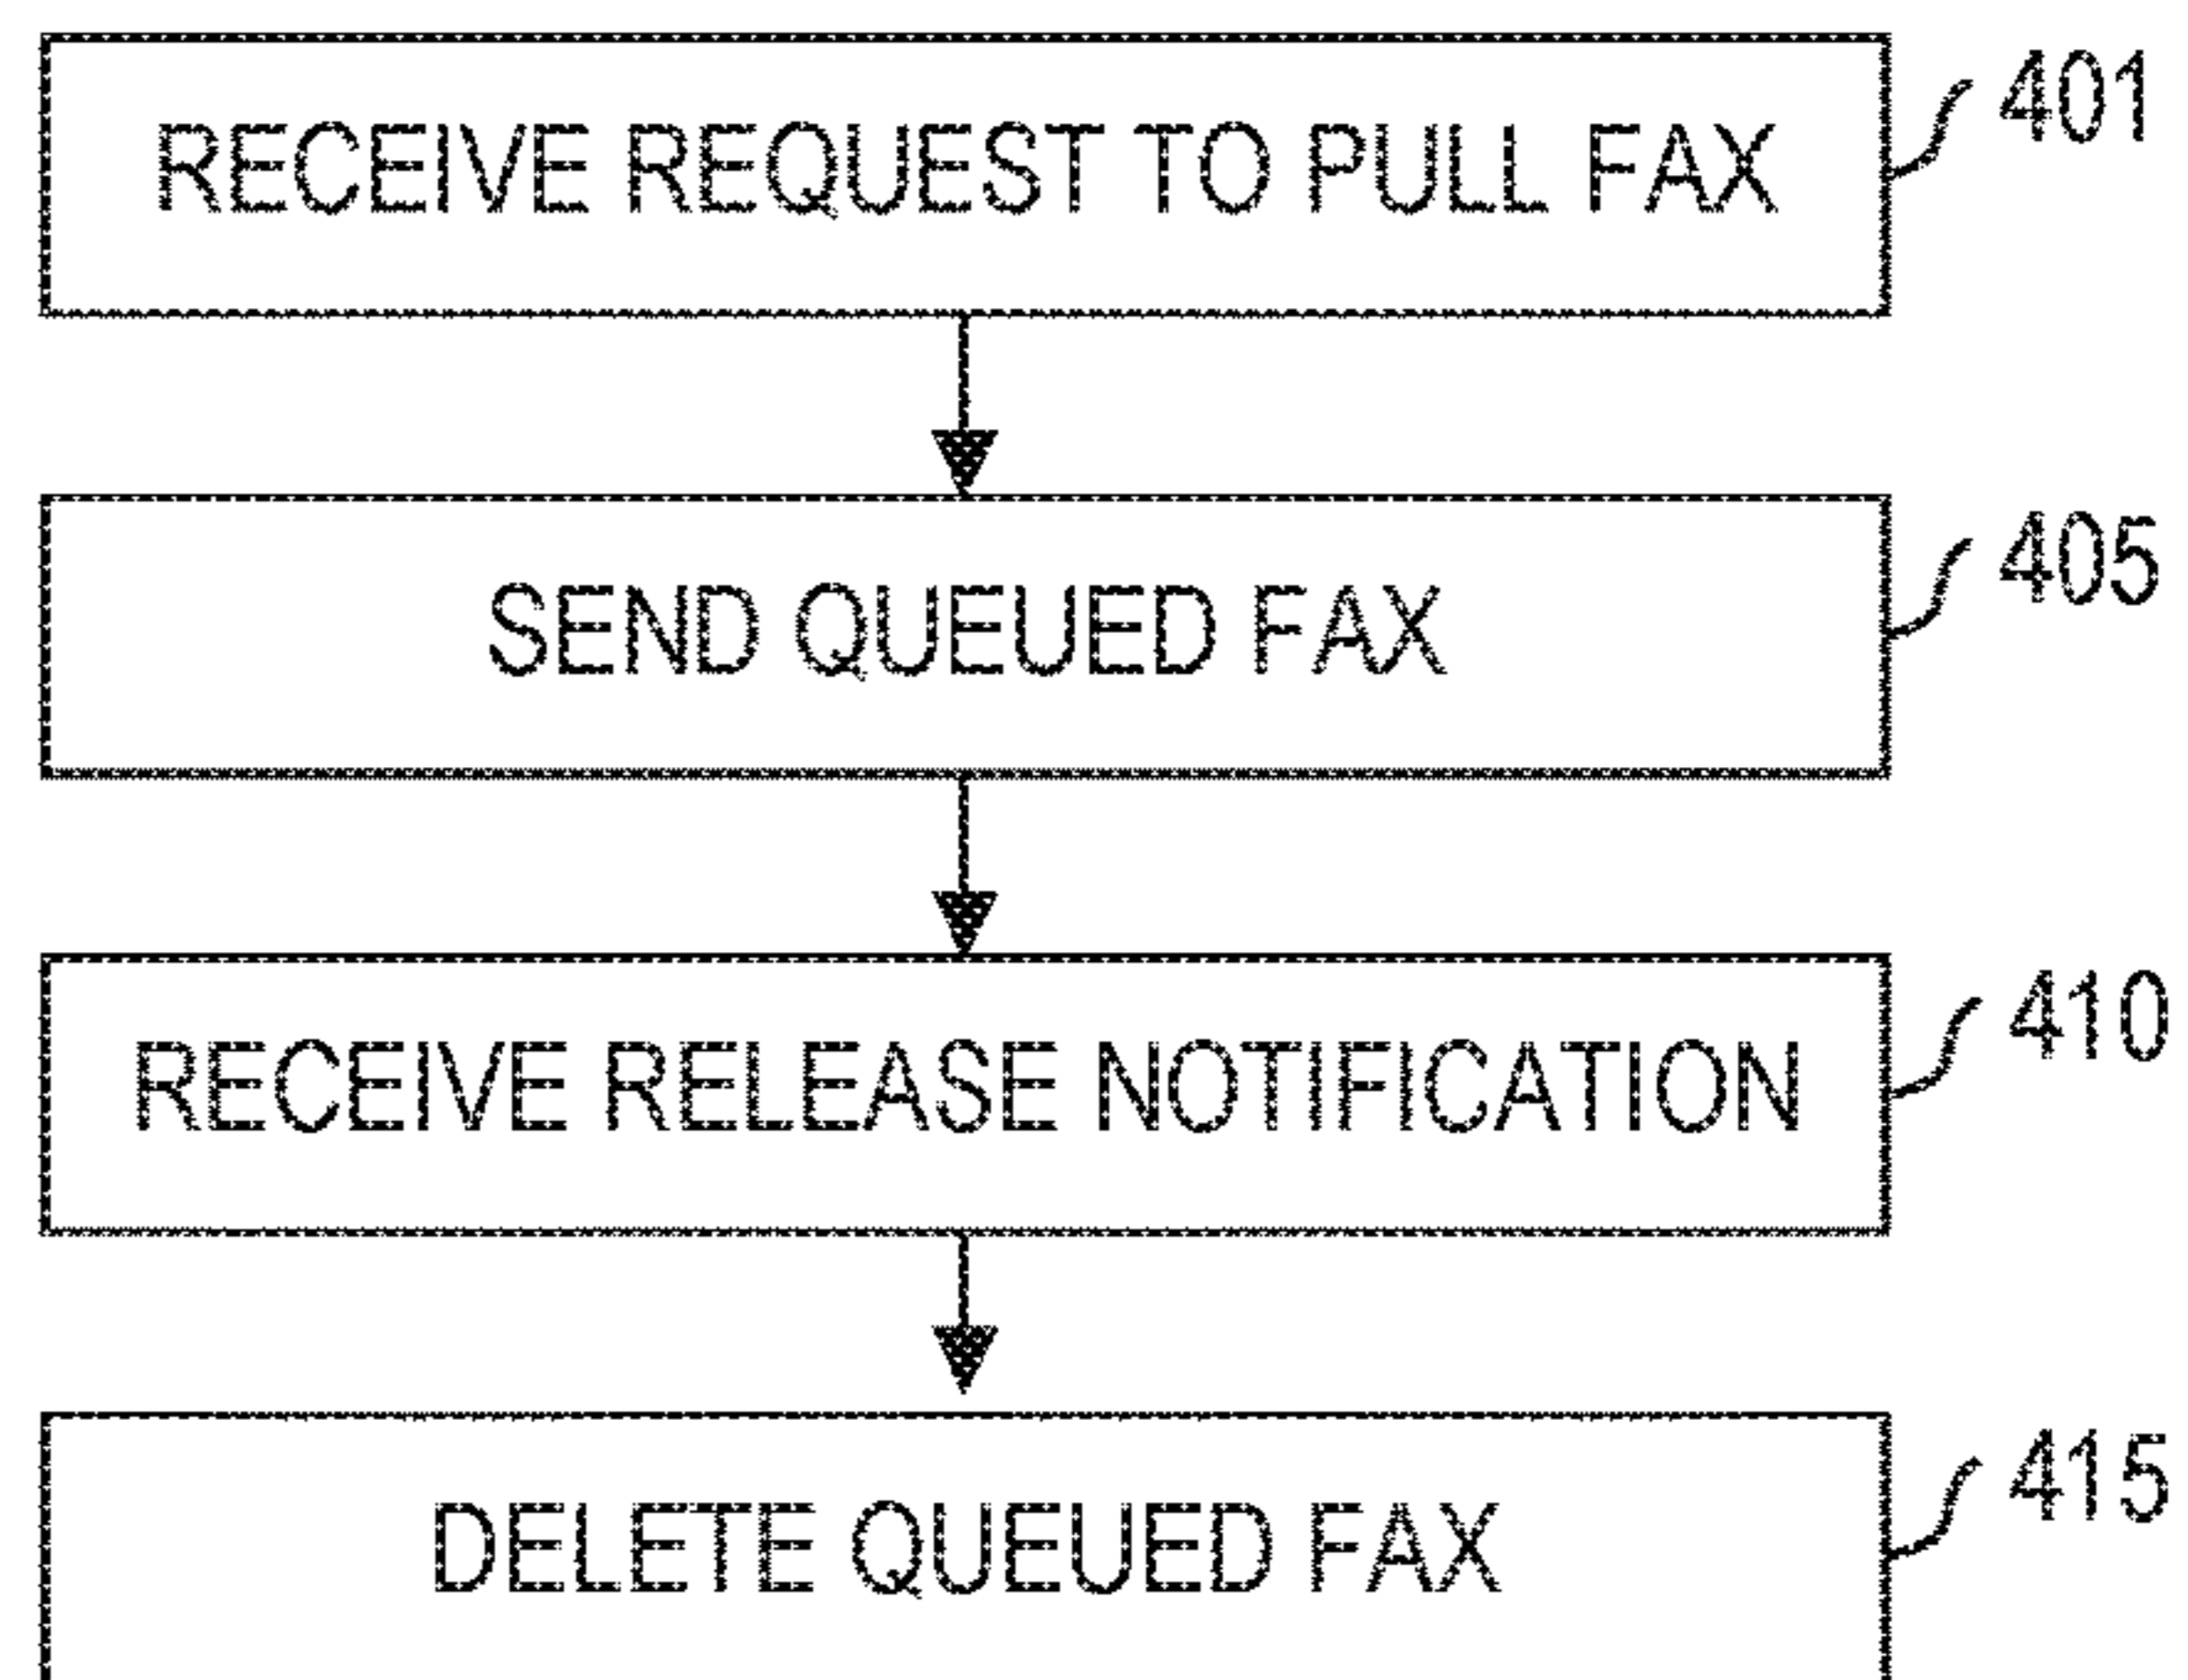 RECEIVE REQUEST TO PULL FAX
401
SEND QUEUED FAX
405
RECEIVE RELEASE NOTIFICATION
410
DELETE QUEUED FAX
415